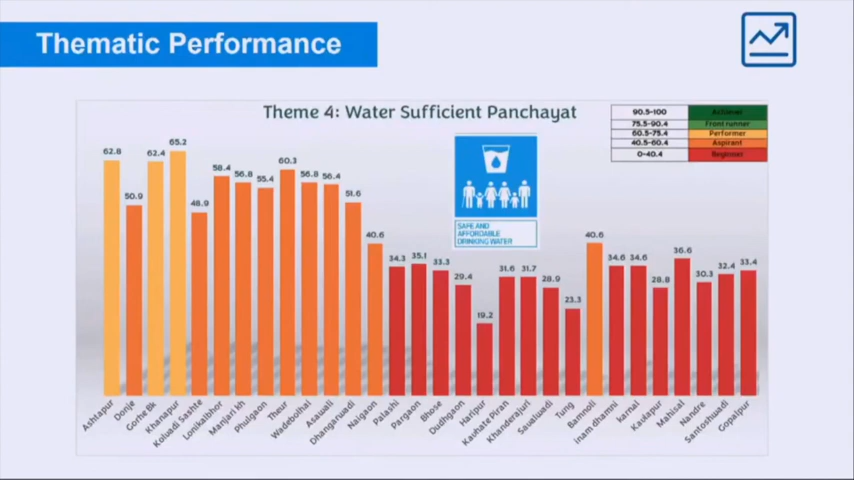 Thematic Performance
Theme 4: Water Sufficient Panchayat
90.5-100 Achiever
75.5-90.4 Front runner
60.5-75.4 Performer
40.5-60.4 Aspirant
0-40.4 Beginner
SAFE AND
AFFORDABLE
DRINKING WATER
62.8 50.9 62.4 65.2 48.9 58.4 56.8 55.4 60.3 56.8 56.4 51.6 40.6 34.3 35.1 33.3 29.4 19.2 31.6 31.7 28.9 23.3 40.6 34.6 34.6 28.8 36.6 30.3 32.4 33.4
Ashtapur
Donje
Gorhe Bk
Khanapur
Koluadi Sashte
Lonikalbhor
Manjari kh
Phulgaon
Theur
Wadebolhai
Asawali
Dhangarwadi
Naigaon
Palashi
Pargaon
Bhose
Dudhgaon
Haripur
Kavhate Piran
Khanderajuri
Savalwadi
Tung
Bamnoli
inam dhamni
karnal
Kavlapur
Mahisal
Nandre
Santoshwadi
Gopalpur